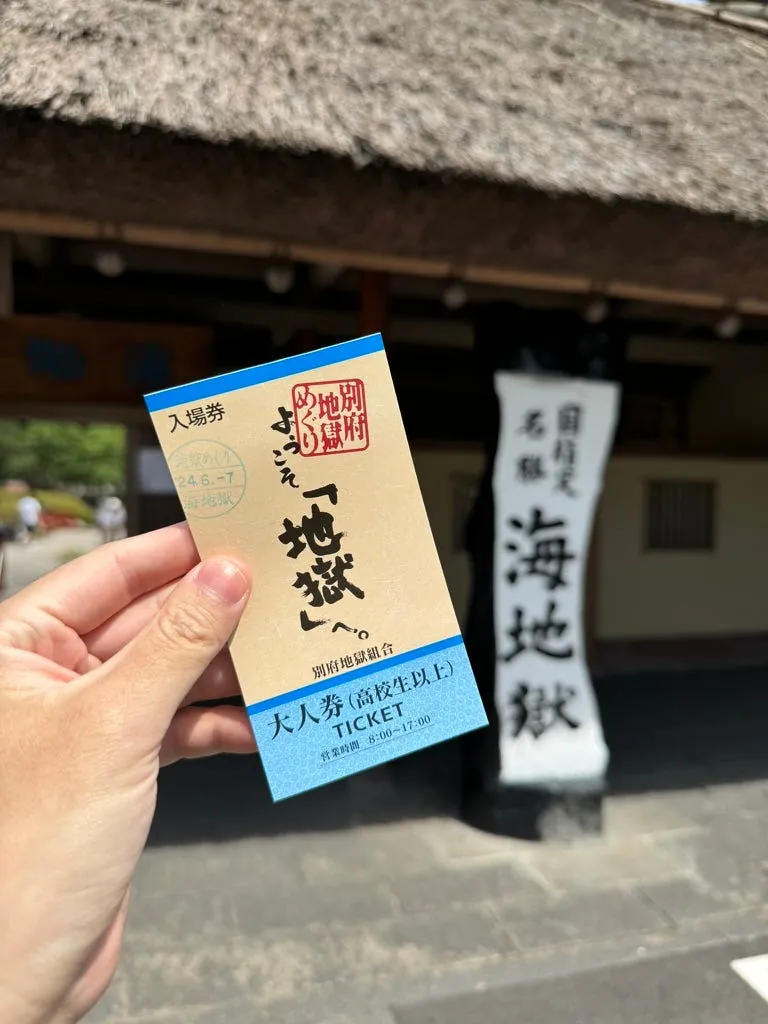 入場券
別府
地獄
めぐり
24.6.-7
海地獄
ようこそ
「地獄」へ。
別府地獄組合
大人券(高校生以上)
TICKET
営業時間 8:00~17:00
国指定
名勝
海地獄